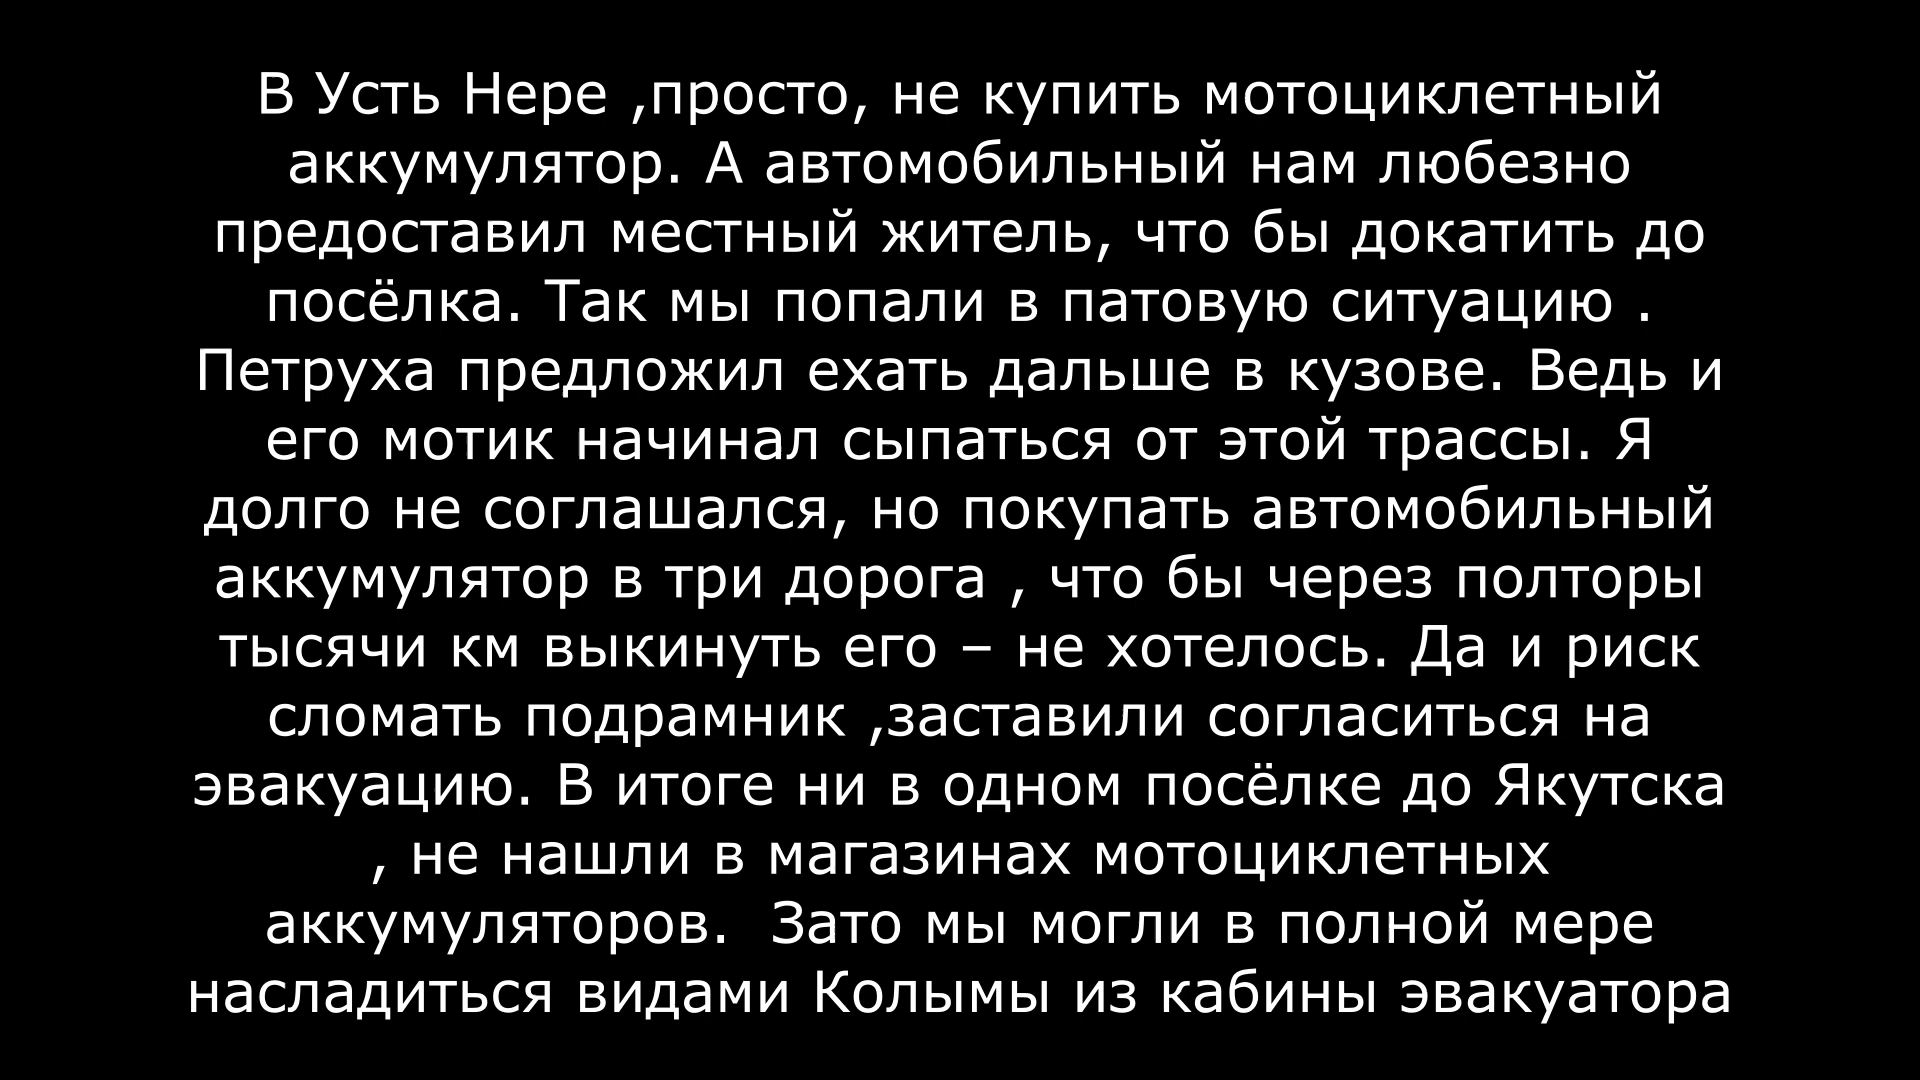 В Усть Нере ,просто, не купить мотоциклетный
аккумулятор. А автомобильный нам любезно
предоставил местный житель, что бы докатить до
посёлка. Так мы попали в патовую ситуацию .
Петруха предложил ехать дальше в кузове. Ведь и
его мотик начинал сыпаться от этой трассы. Я
долго не соглашался, но покупать автомобильный
аккумулятор в три дорога , что бы через полторы
тысячи км выкинуть его – не хотелось. Да и риск
сломать подрамник ,заставили согласиться на
эвакуацию. В итоге ни в одном посёлке до Якутска
, не нашли в магазинах мотоциклетных
аккумуляторов.  Зато мы могли в полной мере
насладиться видами Колымы из кабины эвакуатора